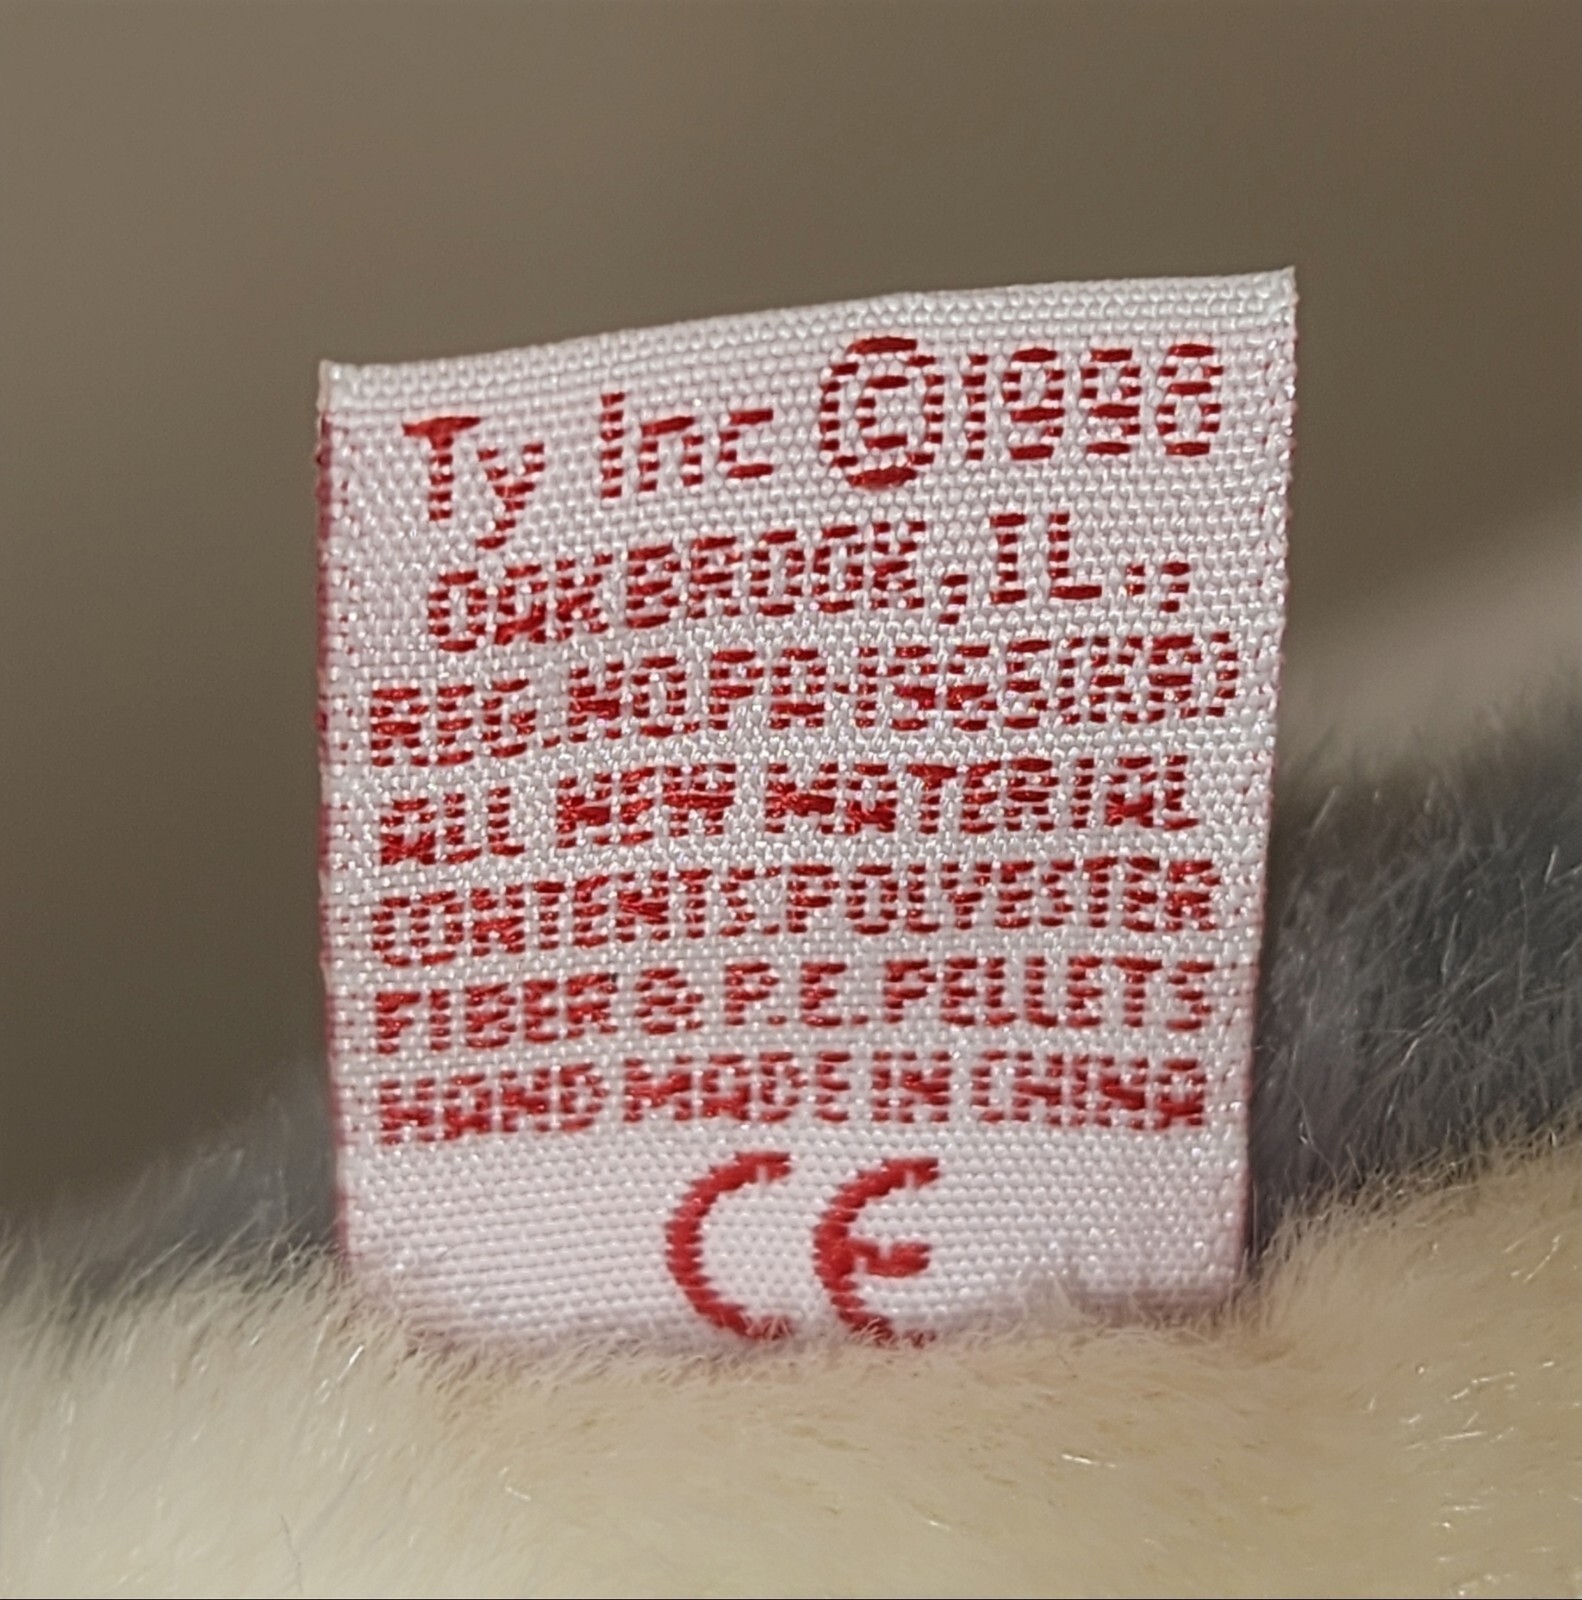 Ty Inc ©1998
OAKBROOK, IL.,
REG. NO. PA 1965(KR)
ALL NEW MATERIAL
CONTENTS: POLYESTER
FIBER & P.E. PELLETS
HAND MADE IN CHINA
CE